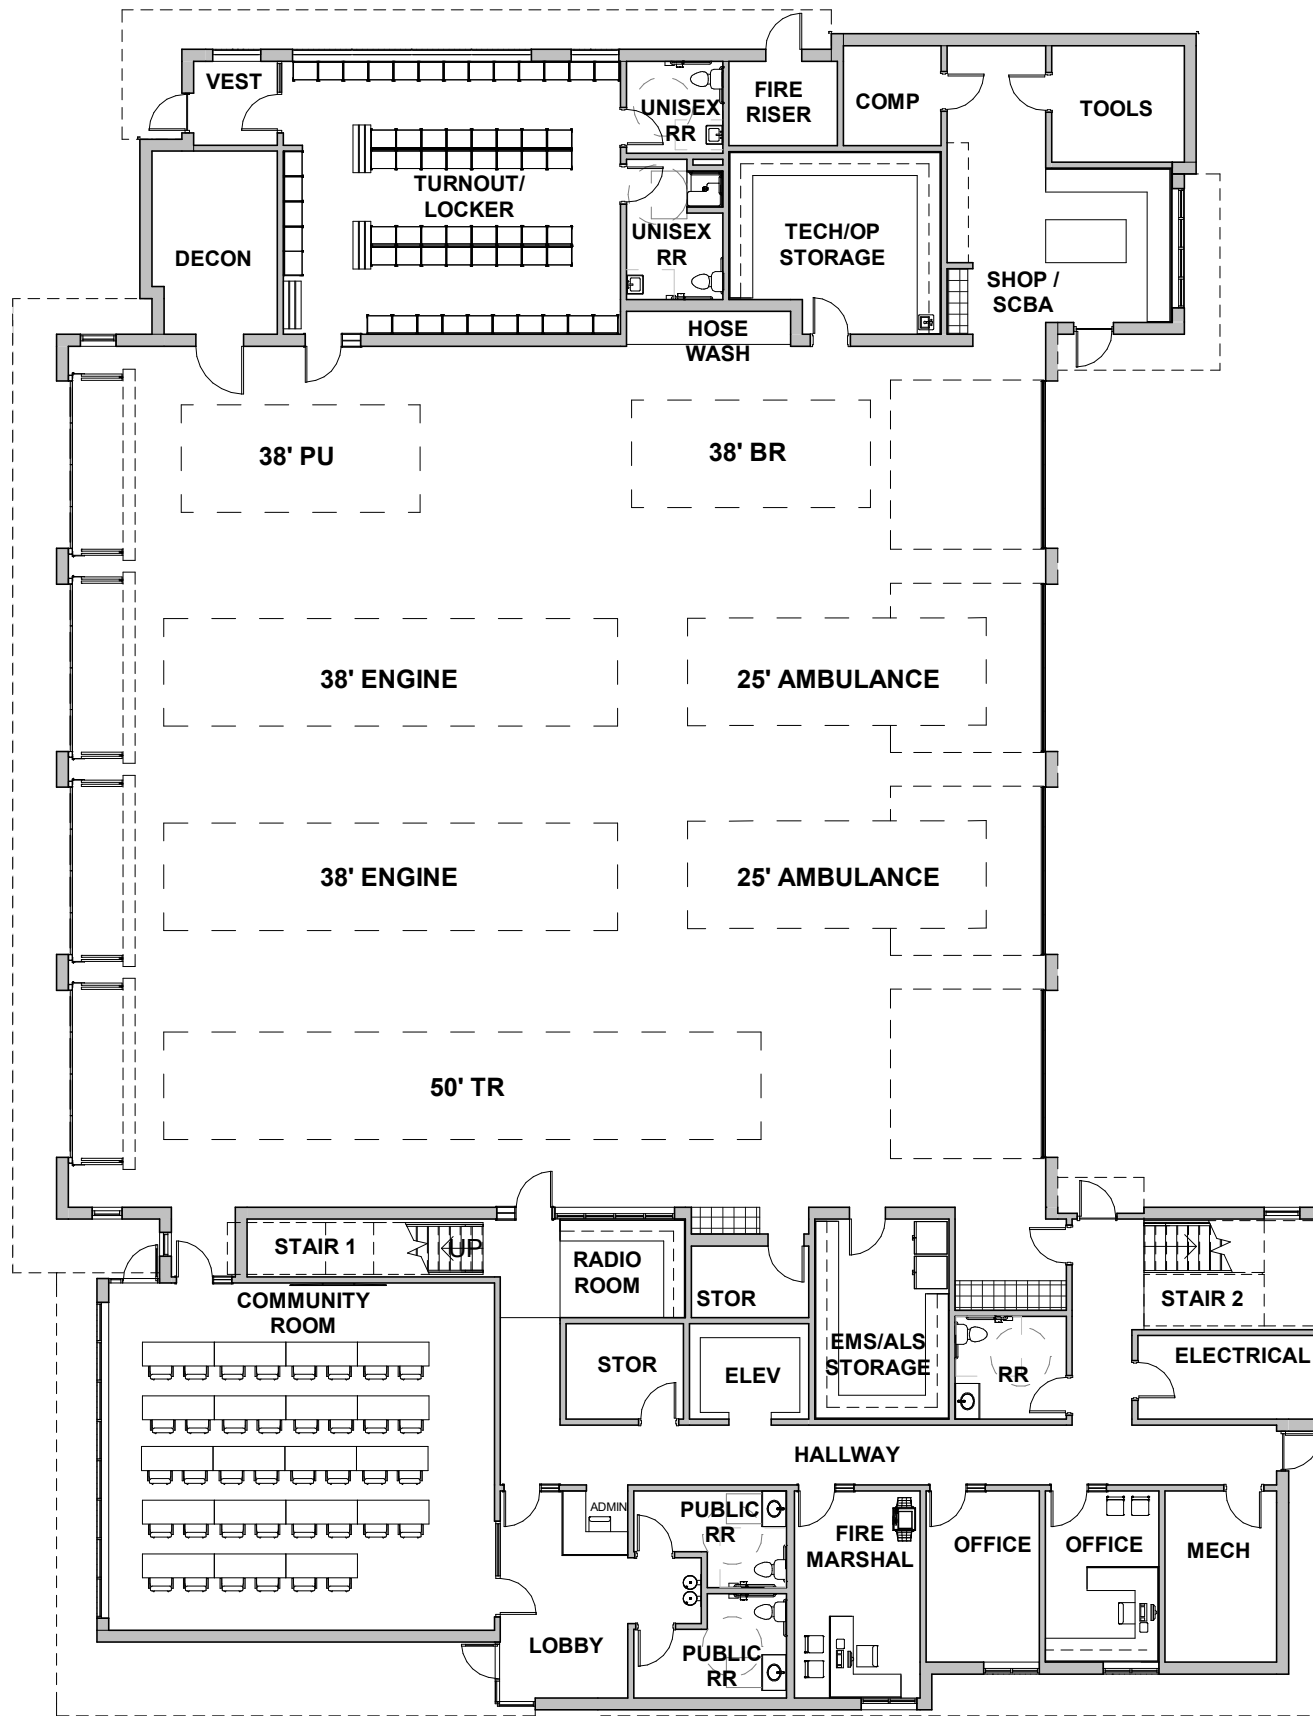 VEST
FIRE
RISER
COMP
TOOLS
UNISEX
RR
TURNOUT/
LOCKER
DECON
UNISEX
RR
TECH/OP
STORAGE
SHOP /
SCBA
HOSE
WASH
38' PU
38' BR
38' ENGINE
25' AMBULANCE
38' ENGINE
25' AMBULANCE
50' TR
STAIR 1
UP
RADIO
ROOM
STOR
COMMUNITY
ROOM
STAIR 2
STOR
ELEV
EMS/ALS
STORAGE
RR
ELECTRICAL
HALLWAY
ADMIN
PUBLIC
RR
FIRE
MARSHAL
OFFICE
OFFICE
MECH
LOBBY
PUBLIC
RR